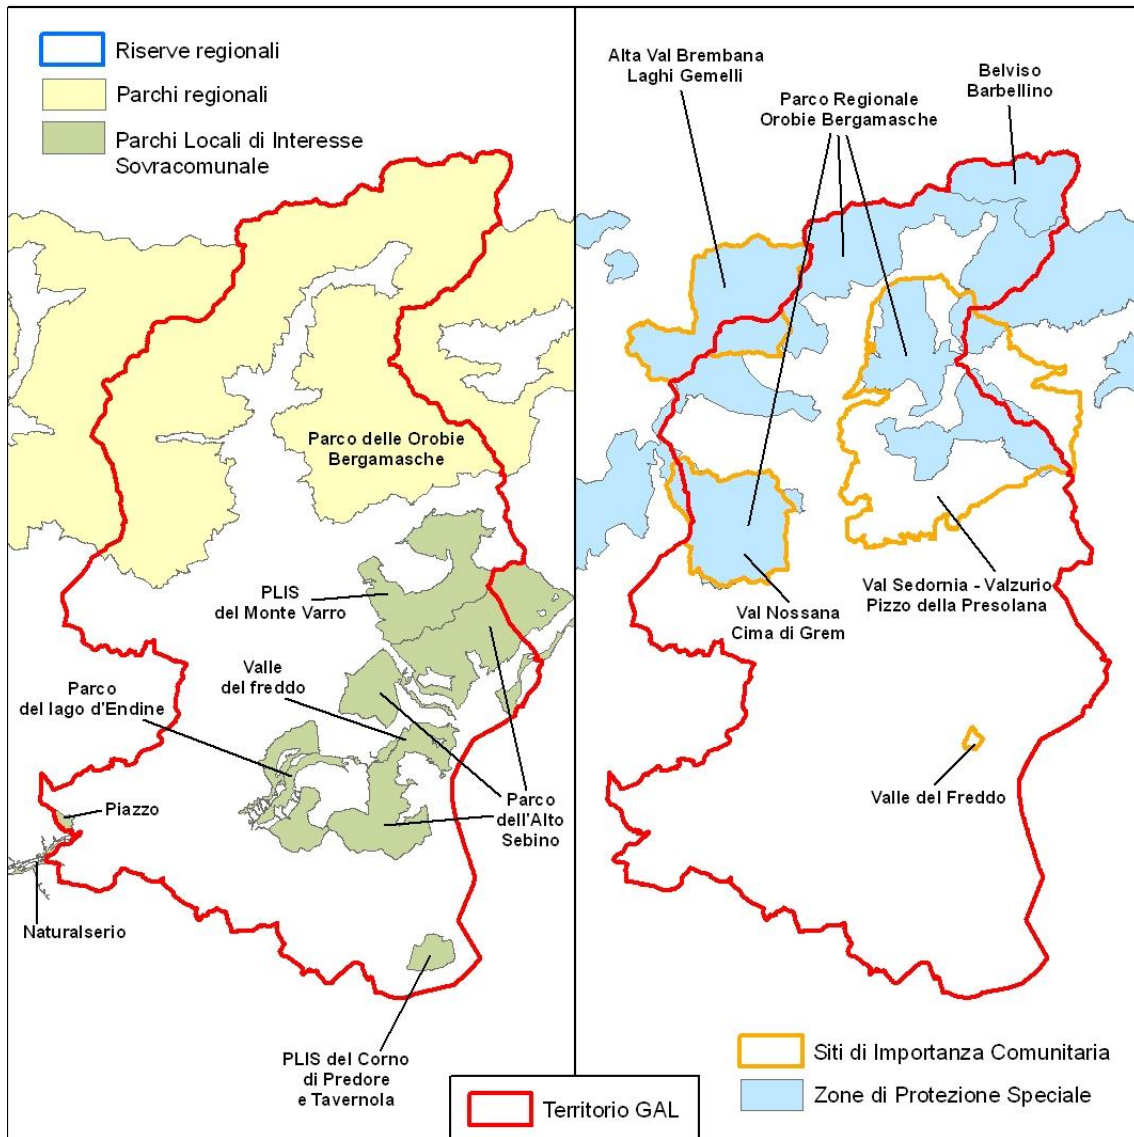 Riserve regionali
Parchi regionali
Parchi Locali di Interesse
Sovracomunale
Parco delle Orobie
Bergamasche
PLIS
del Monte Varro
Valle
del freddo
Parco
del lago d'Endine
Piazzo
Parco
dell'Alto
Sebino
Naturalserio
PLIS del Corno
di Predore
e Tavernola
Alta Val Brembana
Laghi Gemelli
Parco Regionale
Orobie Bergamasche
Belviso
Barbellino
Val Sedornia - Valzurio
Pizzo della Presolana
Val Nossana
Cima di Grem
Valle del Freddo
Siti di Importanza Comunitaria
Zone di Protezione Speciale
Territorio GAL